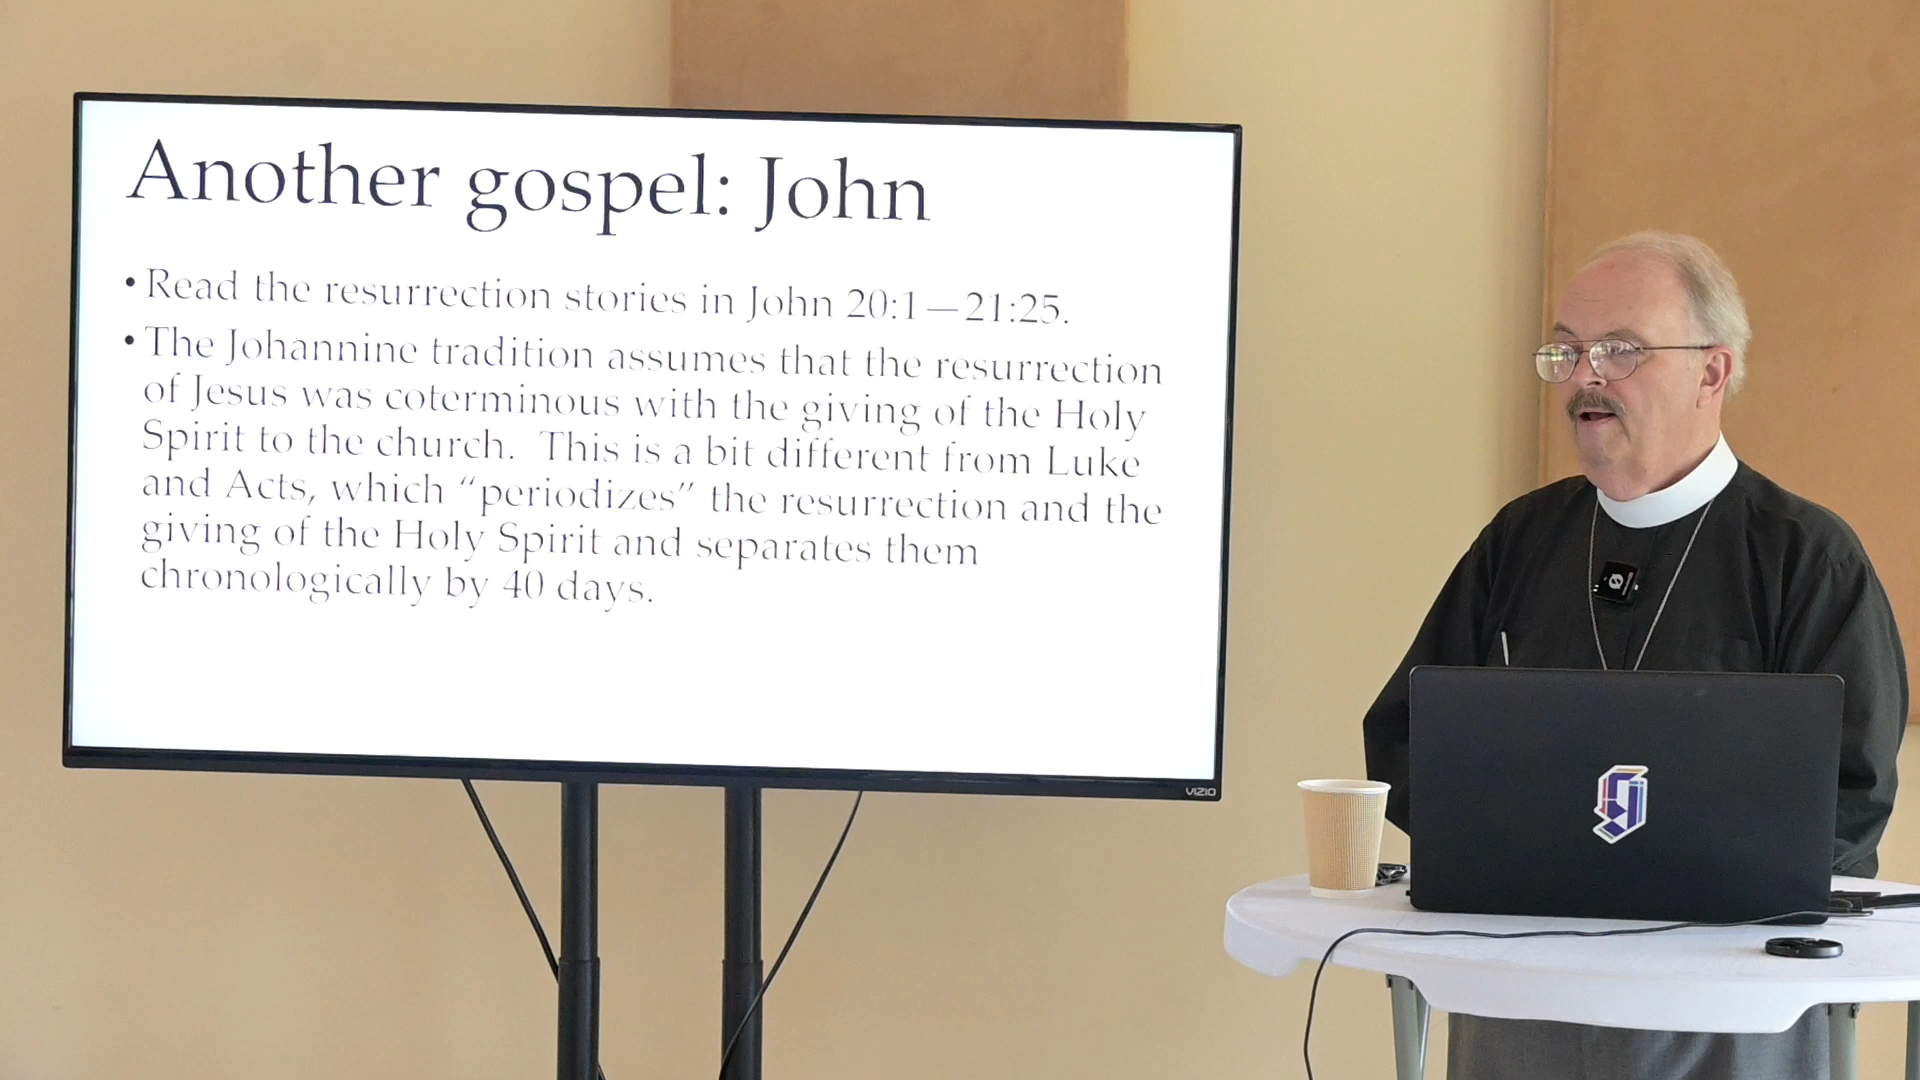 Another gospel: John
• Read the resurrection stories in John 20:1—21:25.
• The Johannine tradition assumes that the resurrection
of Jesus was coterminous with the giving of the Holy
Spirit to the church.  This is a bit different from Luke
and Acts, which “periodizes” the resurrection and the
giving of the Holy Spirit and separates them
chronologically by 40 days.
VIZIO